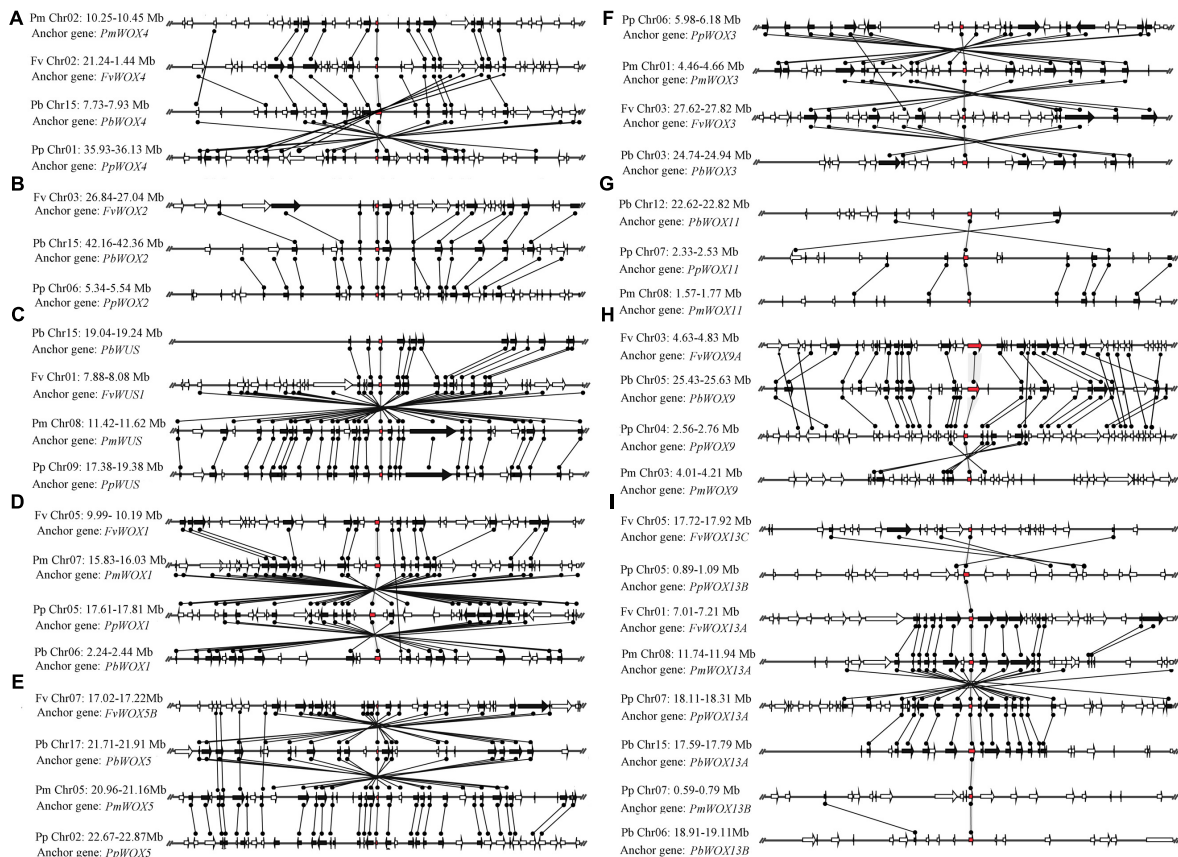 A
Pm Chr02: 10.25-10.45 Mb
Anchor gene: PmWOX4
Fv Chr02: 21.24-1.44 Mb
Anchor gene: FvWOX4
Pb Chr15: 7.73-7.93 Mb
Anchor gene: PbWOX4
Pp Chr01: 35.93-36.13 Mb
Anchor gene: PpWOX4
B
Fv Chr03: 26.84-27.04 Mb
Anchor gene: FvWOX2
Pb Chr15: 42.16-42.36 Mb
Anchor gene: PbWOX2
Pp Chr06: 5.34-5.54 Mb
Anchor gene: PpWOX2
C
Pb Chr15: 19.04-19.24 Mb
Anchor gene: PbWUS
Fv Chr01: 7.88-8.08 Mb
Anchor gene: FvWUS1
Pm Chr08: 11.42-11.62 Mb
Anchor gene: PmWUS
Pp Chr09: 17.38-19.38 Mb
Anchor gene: PpWUS
D
Fv Chr05: 9.99- 10.19 Mb
Anchor gene: FvWOX1
Pm Chr07: 15.83-16.03 Mb
Anchor gene: PmWOX1
Pp Chr05: 17.61-17.81 Mb
Anchor gene: PpWOX1
Pb Chr06: 2.24-2.44 Mb
Anchor gene: PbWOX1
E
Fv Chr07: 17.02-17.22Mb
Anchor gene: FvWOX5B
Pb Chr17: 21.71-21.91 Mb
Anchor gene: PbWOX5
Pm Chr05: 20.96-21.16Mb
Anchor gene: PmWOX5
Pp Chr02: 22.67-22.87Mb
Anchor gene: PpWOX5
F
Pp Chr06: 5.98-6.18 Mb
Anchor gene: PpWOX3
Pm Chr01: 4.46-4.66 Mb
Anchor gene: PmWOX3
Fv Chr03: 27.62-27.82 Mb
Anchor gene: FvWOX3
Pb Chr03: 24.74-24.94 Mb
Anchor gene: PbWOX3
G
Pb Chr12: 22.62-22.82 Mb
Anchor gene: PbWOX11
Pp Chr07: 2.33-2.53 Mb
Anchor gene: PpWOX11
Pm Chr08: 1.57-1.77 Mb
Anchor gene: PmWOX11
H
Fv Chr03: 4.63-4.83 Mb
Anchor gene: FvWOX9A
Pb Chr05: 25.43-25.63 Mb
Anchor gene: PbWOX9
Pp Chr04: 2.56-2.76 Mb
Anchor gene: PpWOX9
Pm Chr03: 4.01-4.21 Mb
Anchor gene: PmWOX9
I
Fv Chr05: 17.72-17.92 Mb
Anchor gene: FvWOX13C
Pp Chr05: 0.89-1.09 Mb
Anchor gene: PpWOX13B
Fv Chr01: 7.01-7.21 Mb
Anchor gene: FvWOX13A
Pm Chr08: 11.74-11.94 Mb
Anchor gene: PmWOX13A
Pp Chr07: 18.11-18.31 Mb
Anchor gene: PpWOX13A
Pb Chr15: 17.59-17.79 Mb
Anchor gene: PbWOX13A
Pp Chr07: 0.59-0.79 Mb
Anchor gene: PmWOX13B
Pb Chr06: 18.91-19.11Mb
Anchor gene: PbWOX13B